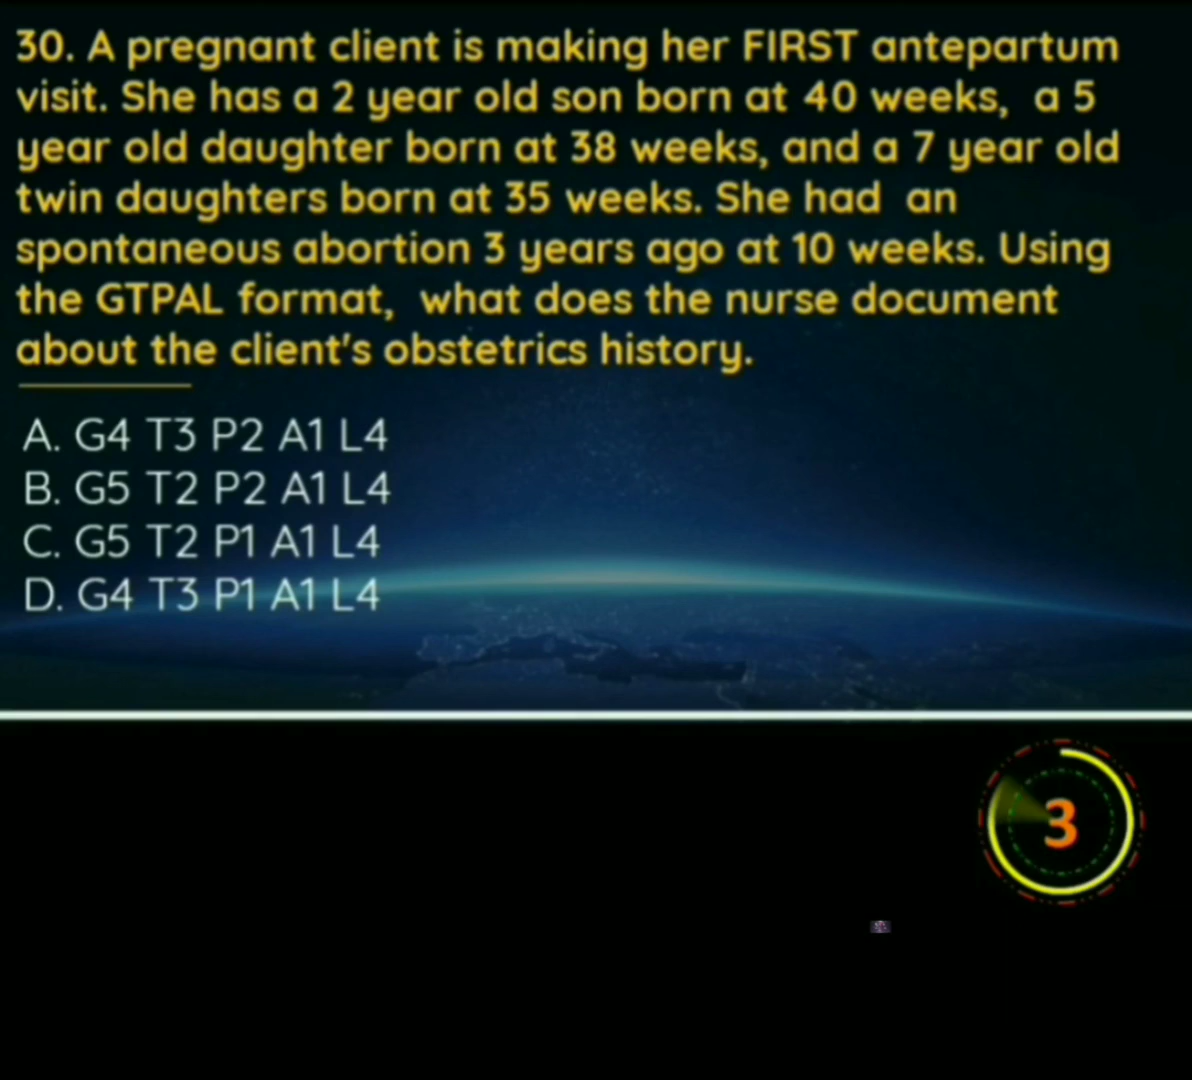 30. A pregnant client is making her FIRST antepartum
visit. She has a 2 year old son born at 40 weeks, a 5
year old daughter born at 38 weeks, and a 7 year old
twin daughters born at 35 weeks. She had an
spontaneous abortion 3 years ago at 10 weeks. Using
the GTPAL format, what does the nurse document
about the client's obstetrics history.
A. G4 T3 P2 A1 L4
B. G5 T2 P2 A1 L4
C. G5 T2 P1 A1 L4
D. G4 T3 P1 A1 L4
3